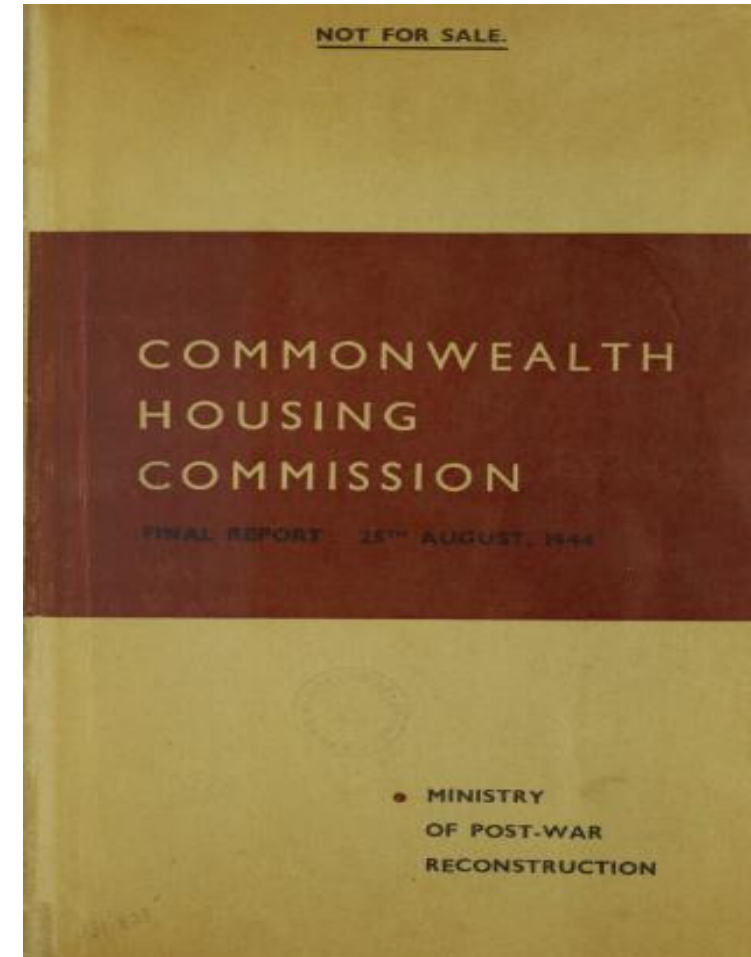 NOT FOR SALE.
COMMONWEALTH
HOUSING
COMMISSION
FINAL REPORT : 25TH AUGUST, 1944
• MINISTRY
OF POST-WAR
RECONSTRUCTION